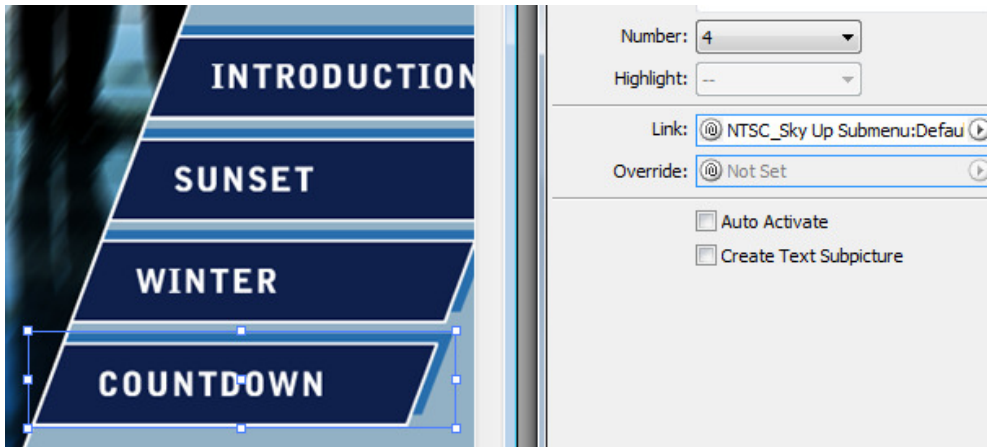 INTRODUCTION
SUNSET
WINTER
COUNTDOWN
Number: 4
Highlight: --
Link: NTSC_Sky Up Submenu:Defau
Override: Not Set
Auto Activate
Create Text Subpicture